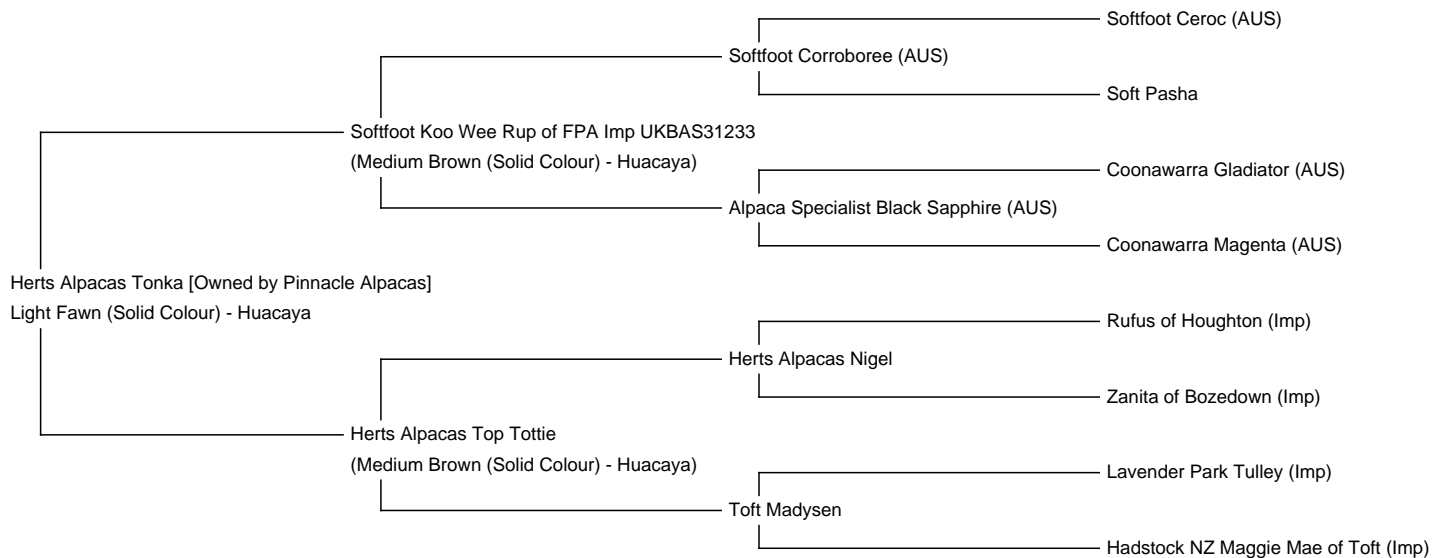 Softfoot Ceroc (AUS)
Softfoot Corroboree (AUS)
Soft Pasha
Softfoot Koo Wee Rup of FPA Imp UKBAS31233
(Medium Brown (Solid Colour) - Huacaya)
Coonawarra Gladiator (AUS)
Alpaca Specialist Black Sapphire (AUS)
Coonawarra Magenta (AUS)
Herts Alpacas Tonka [Owned by Pinnacle Alpacas]
Light Fawn (Solid Colour) - Huacaya
Rufus of Houghton (Imp)
Herts Alpacas Nigel
Zanita of Bozedown (Imp)
Herts Alpacas Top Tottie
(Medium Brown (Solid Colour) - Huacaya)
Lavender Park Tulley (Imp)
Toft Madysen
Hadstock NZ Maggie Mae of Toft (Imp)